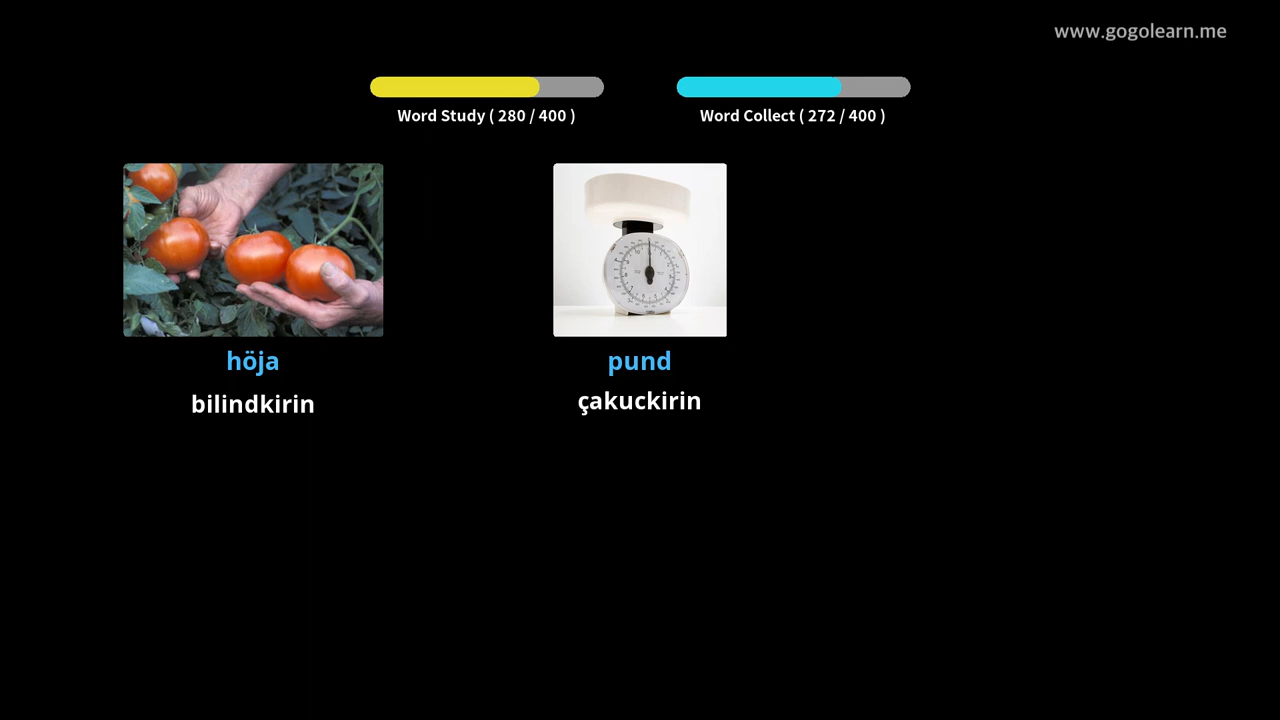 www.gogolearn.me
Word Study ( 280 / 400 )
Word Collect ( 272 / 400 )
höja
bilindkirin
pund
çakuckirin